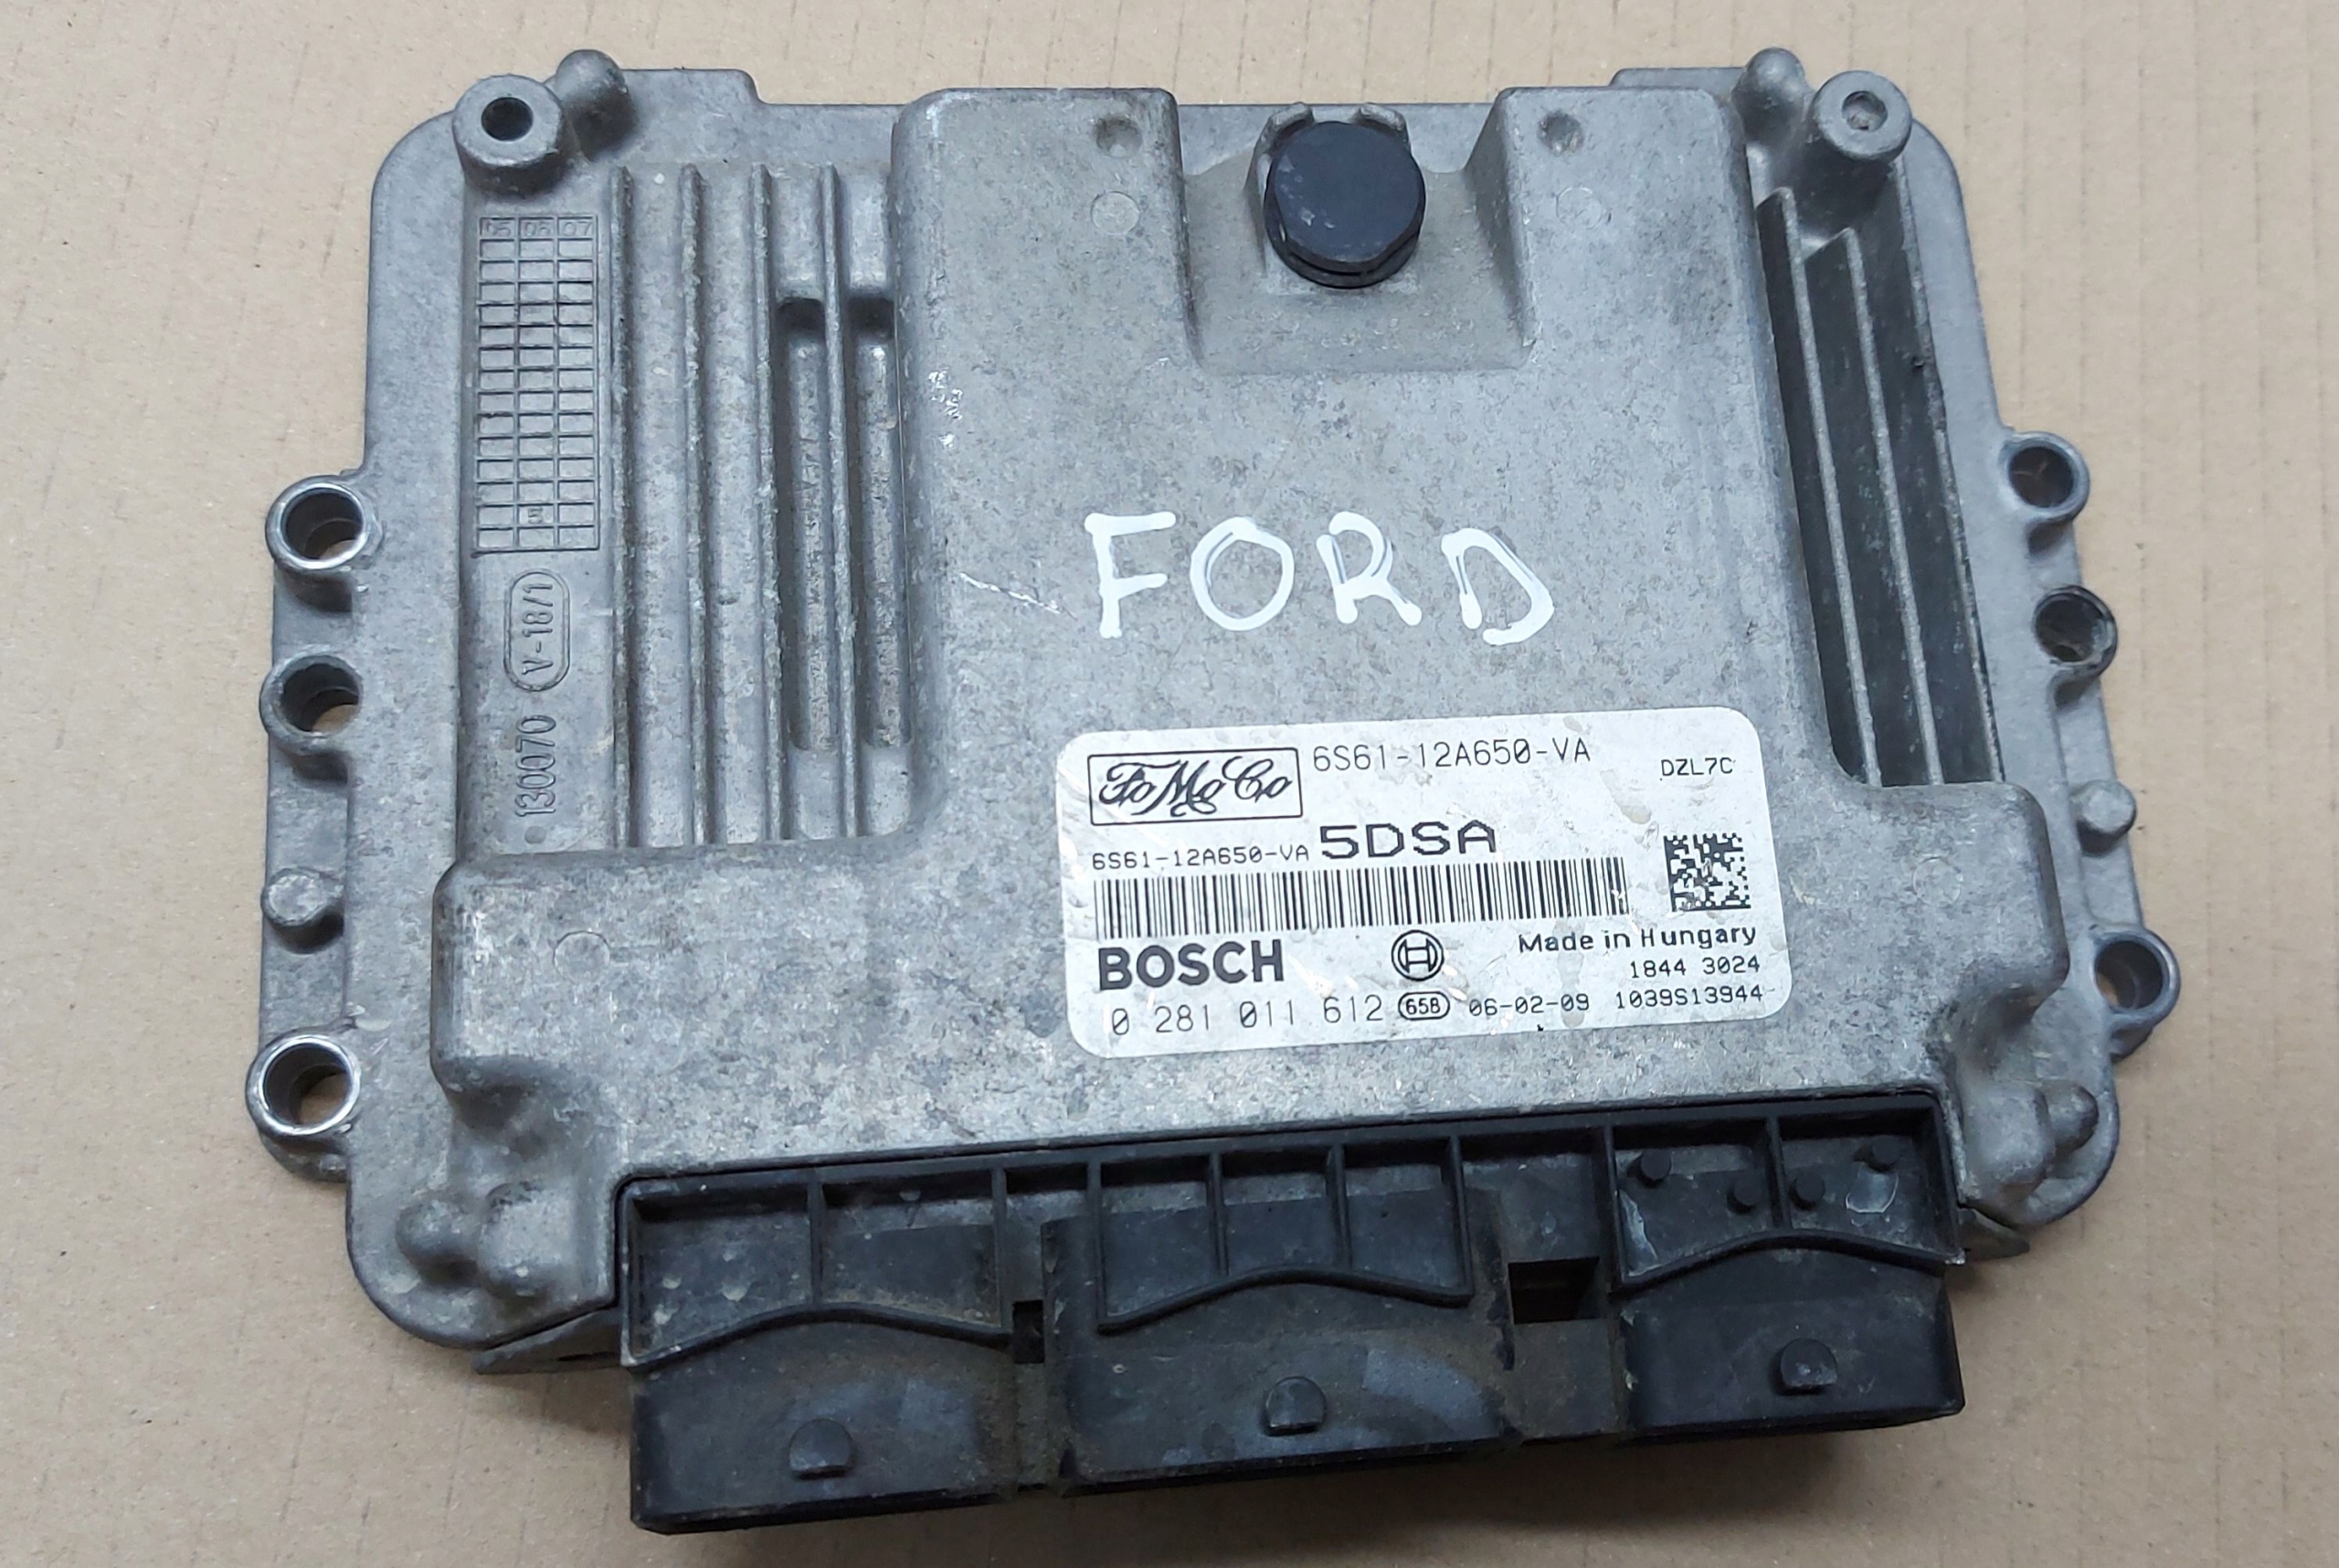 05 06 07
V-18/1
130070
FORD
FoMoCo 6S61-12A650-VA DZL7C
6S61-12A650-VA 5DSA
BOSCH Made in Hungary
1844 3024
0 281 011 612 658 06-02-09 1039S13944